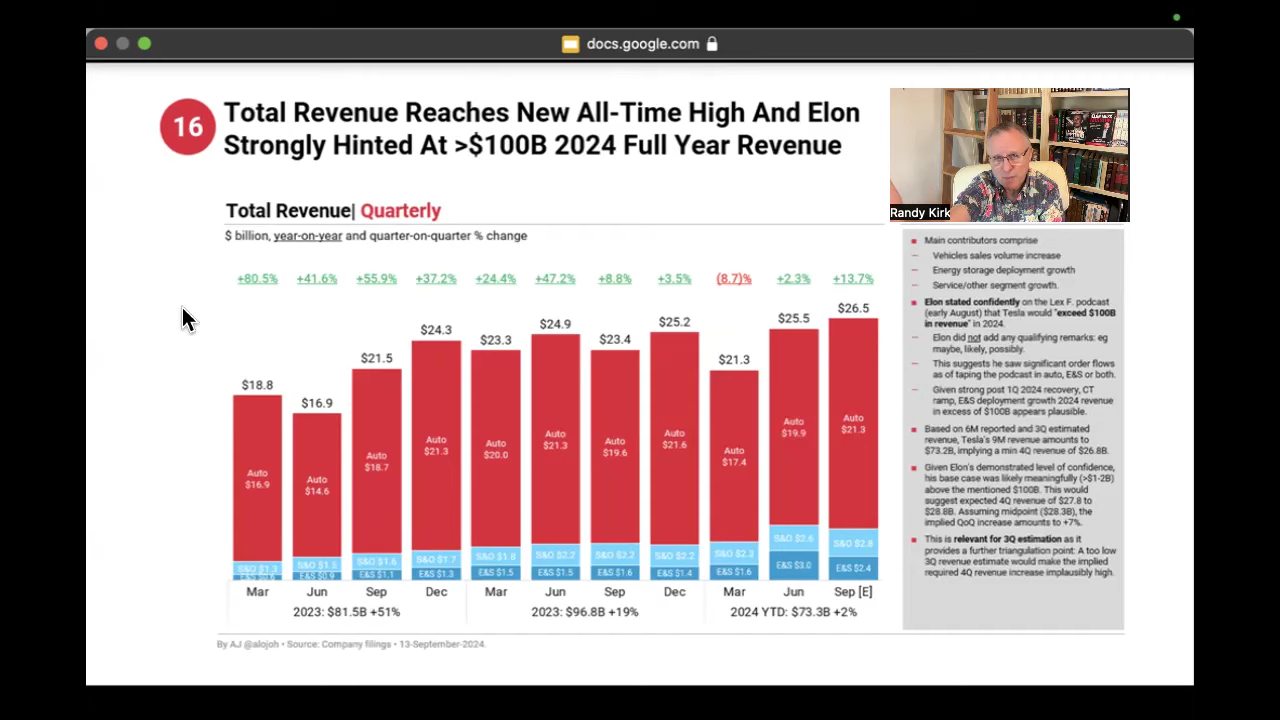 docs.google.com
16
Total Revenue Reaches New All-Time High And Elon
Strongly Hinted At >$100B 2024 Full Year Revenue
Randy Kirk
Total Revenue| Quarterly
$ billion, year-on-year and quarter-on-quarter % change
+80.5% +41.6% +55.9% +37.2% +24.4% +47.2% +8.8% +3.5% (8.7)% +2.3% +13.7%
$18.8 $16.9 $21.5 $24.3 $23.3 $24.9 $23.4 $25.2 $21.3 $25.5 $26.5
Auto Auto Auto Auto Auto Auto Auto Auto Auto Auto Auto
$16.9 $14.6 $18.7 $21.3 $20.0 $21.3 $19.6 $21.6 $17.4 $19.9 $21.3
S&O $1.3 S&O $1.5 S&O $1.6 S&O $1.7 S&O $1.8 S&O $2.2 S&O $2.2 S&O $2.2 S&O $2.3 S&O $2.6 S&O $2.8
E&S $0.6 E&S $0.9 E&S $1.1 E&S $1.3 E&S $1.5 E&S $1.5 E&S $1.6 E&S $1.4 E&S $1.6 E&S $3.0 E&S $2.4
Mar Jun Sep Dec Mar Jun Sep Dec Mar Jun Sep [E]
2023: $81.5B +51% 2023: $96.8B +19% 2024 YTD: $73.3B +2%
Main contributors comprise
– Vehicles sales volume increase
– Energy storage deployment growth
– Service/other segment growth.
Elon stated confidently on the Lex F. podcast
(early August) that Tesla would "exceed $100B
in revenue" in 2024.
– Elon did not add any qualifying remarks: eg
maybe, likely, possibly.
– This suggests he saw significant order flows
as of taping the podcast in auto, E&S or both.
– Given strong post 1Q 2024 recovery, CT
ramp, E&S deployment growth 2024 revenue
in excess of $100B appears plausible.
Based on 6M reported and 3Q estimated
revenue, Tesla's 9M revenue amounts to
$73.2B, implying a min 4Q revenue of $26.8B.
Given Elon's demonstrated level of confidence,
his base case was likely meaningfully (>$1-2B)
above the mentioned $100B. This would
suggest expected 4Q revenue of $27.8 to
$28.8B. Assuming midpoint ($28.3B), the
implied QoQ increase amounts to +7%.
This is relevant for 3Q estimation as it
provides a further triangulation point: A too low
3Q revenue estimate would make the implied
required 4Q revenue increase implausibly high.
By AJ @alojoh • Source: Company filings • 13-September-2024.